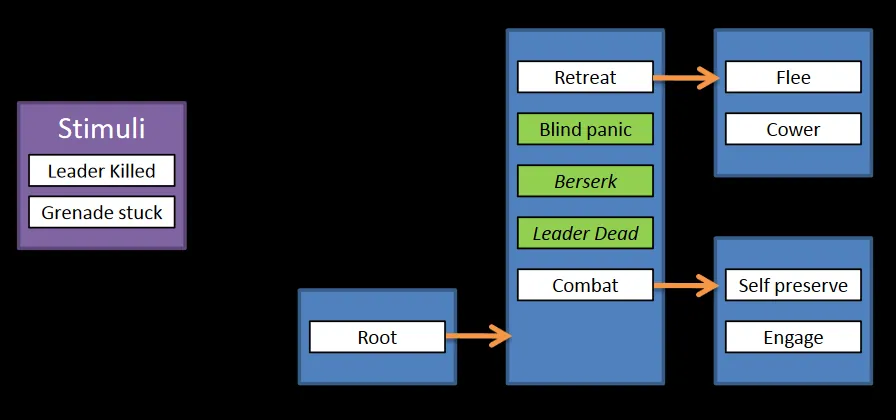 Stimuli
Leader Killed
Grenade stuck
Root
Retreat
Blind panic
Berserk
Leader Dead
Combat
Flee
Cower
Self preserve
Engage